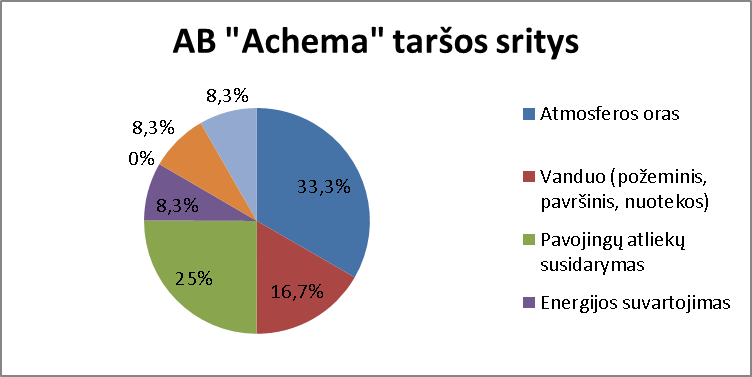 AB "Achema" taršos sritys
8,3%
8,3%
0%
8,3%
33,3%
25%
16,7%
Atmosferos oras
Vanduo (požeminis,
pavršinis, nuotekos)
Pavojingų atliekų
susidarymas
Energijos suvartojimas